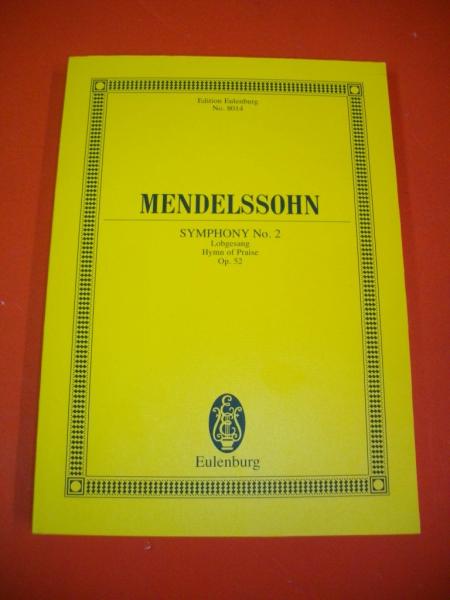 Edition Eulenburg
No. 8014
MENDELSSOHN
SYMPHONY No. 2
Lobgesang
Hymn of Praise
Op. 52
Eulenburg